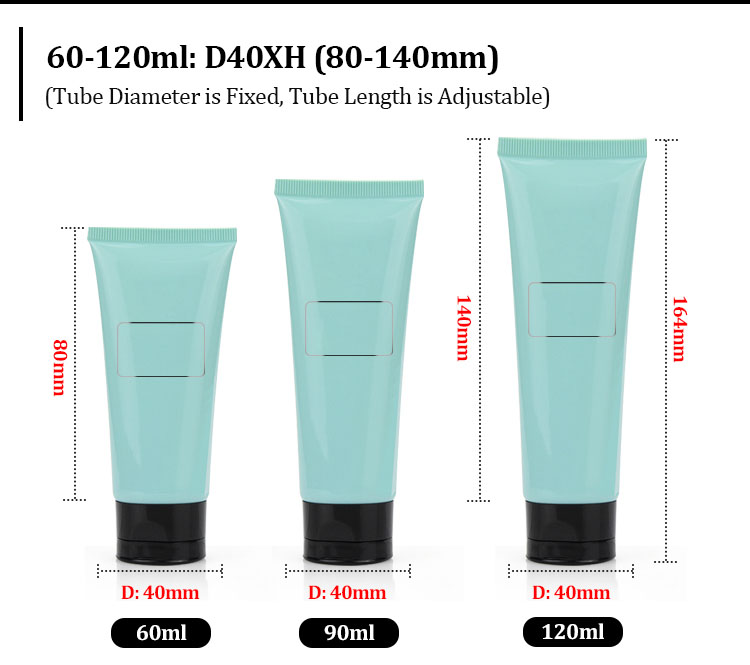 60-120ml: D40XH (80-140mm)
(Tube Diameter is Fixed, Tube Length is Adjustable)
80mm
140mm
164mm
D: 40mm
D: 40mm
D: 40mm
60ml
90ml
120ml